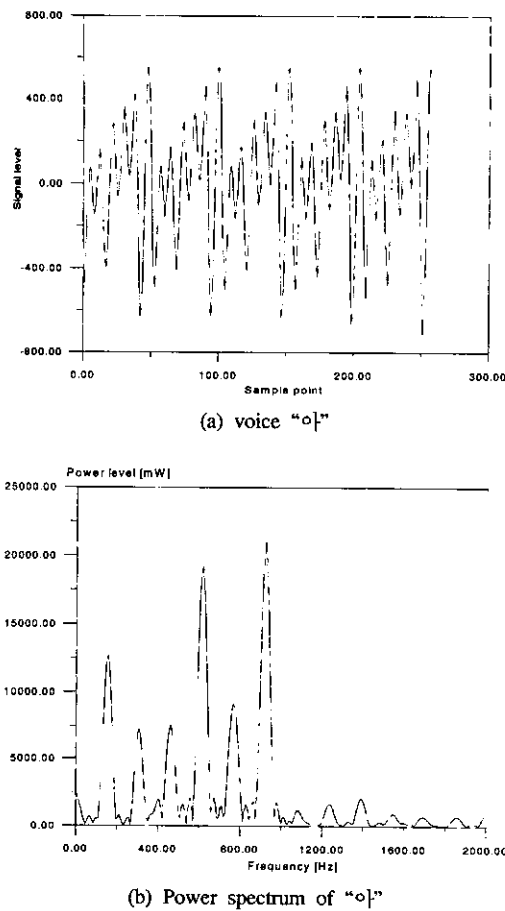 800.00
400.00
0.00
-400.00
-800.00
Signal level
0.00 100.00 200.00 300.00
Sample point
(a) voice “아”
Power level [mW]
25000.00
20000.00
15000.00
10000.00
5000.00
0.00
0.00 400.00 800.00 1200.00 1600.00 2000.00
Frequency [Hz]
(b) Power spectrum of “아”